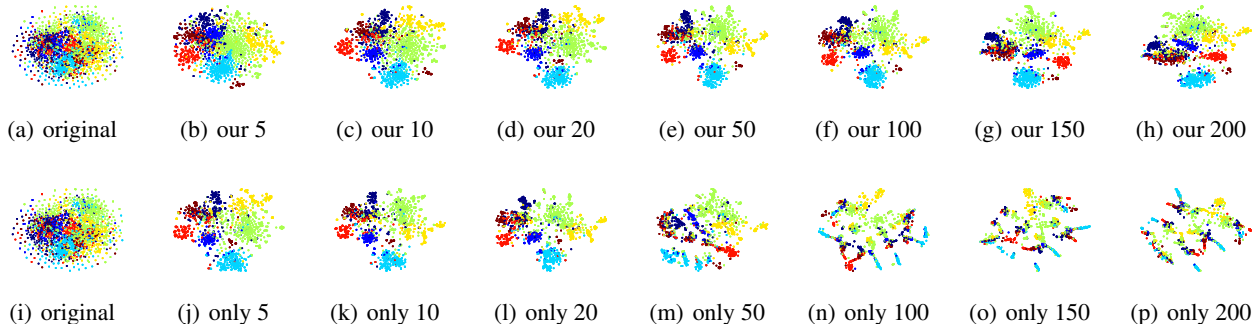 (a) original (b) our 5 (c) our 10 (d) our 20 (e) our 50 (f) our 100 (g) our 150 (h) our 200
(i) original (j) only 5 (k) only 10 (l) only 20 (m) only 50 (n) only 100 (o) only 150 (p) only 200